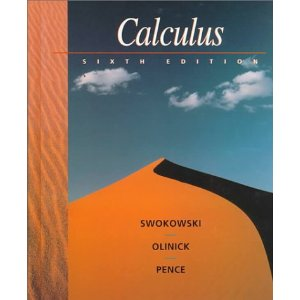 Calculus
SIXTH EDITION
SWOKOWSKI
OLINICK
PENCE